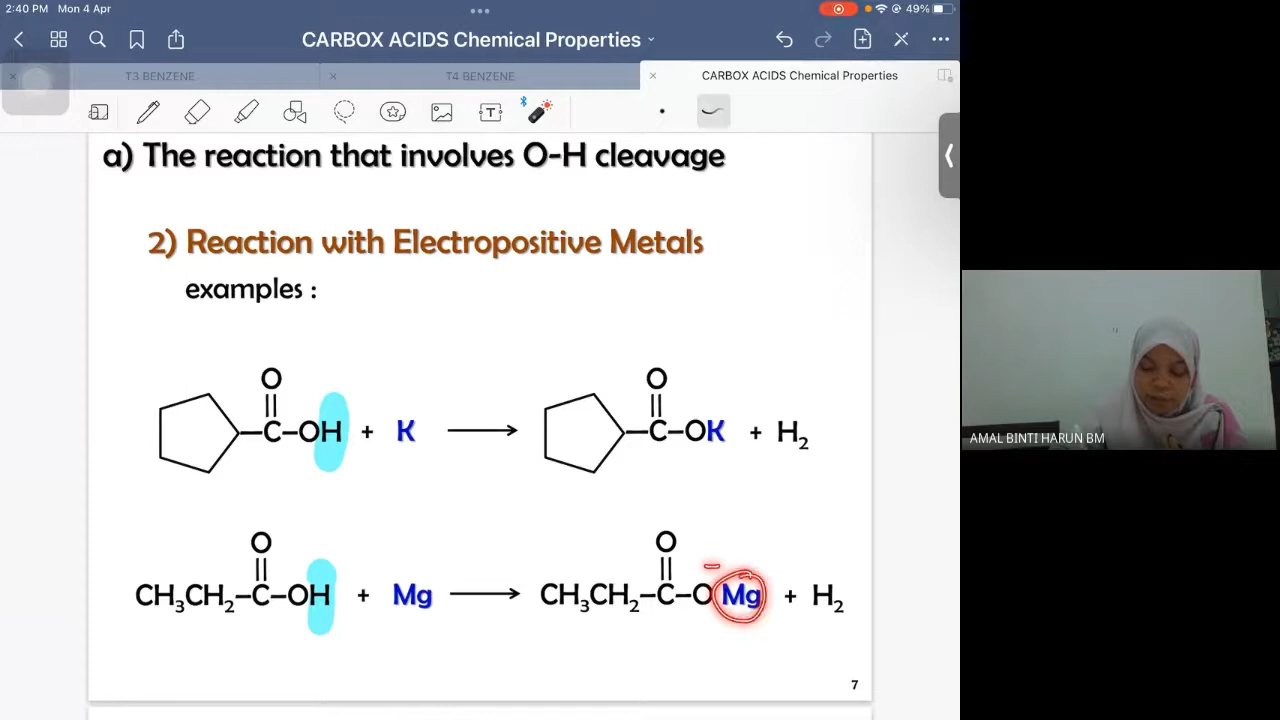 2:40 PM Mon 4 Apr
49%
CARBOX ACIDS Chemical Properties
T3 BENZENE
T4 BENZENE
CARBOX ACIDS Chemical Properties
T
a) The reaction that involves O-H cleavage
2) Reaction with Electropositive Metals
examples :
O
O
C-OH + K
C-OK + H₂
O
O
CH₃CH₂-C-OH + Mg
CH₃CH₂-C-O⁻Mg + H₂
7
AMAL BINTI HARUN BM